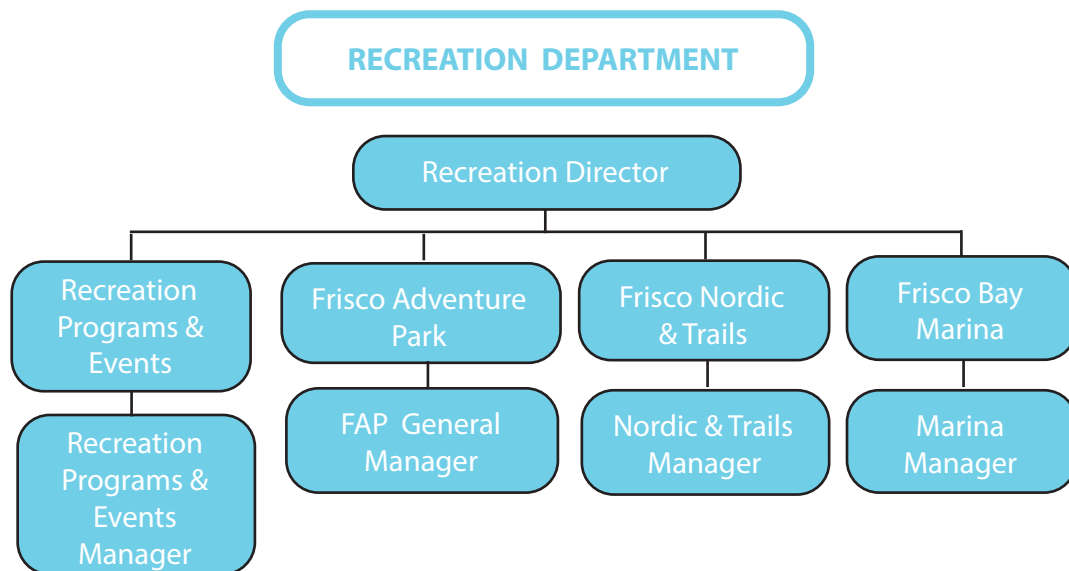 RECREATION DEPARTMENT
Recreation Director
Recreation
Programs &
Events
Frisco Adventure
Park
Frisco Nordic
& Trails
Frisco Bay
Marina
Recreation
Programs &
Events
Manager
FAP General
Manager
Nordic & Trails
Manager
Marina
Manager